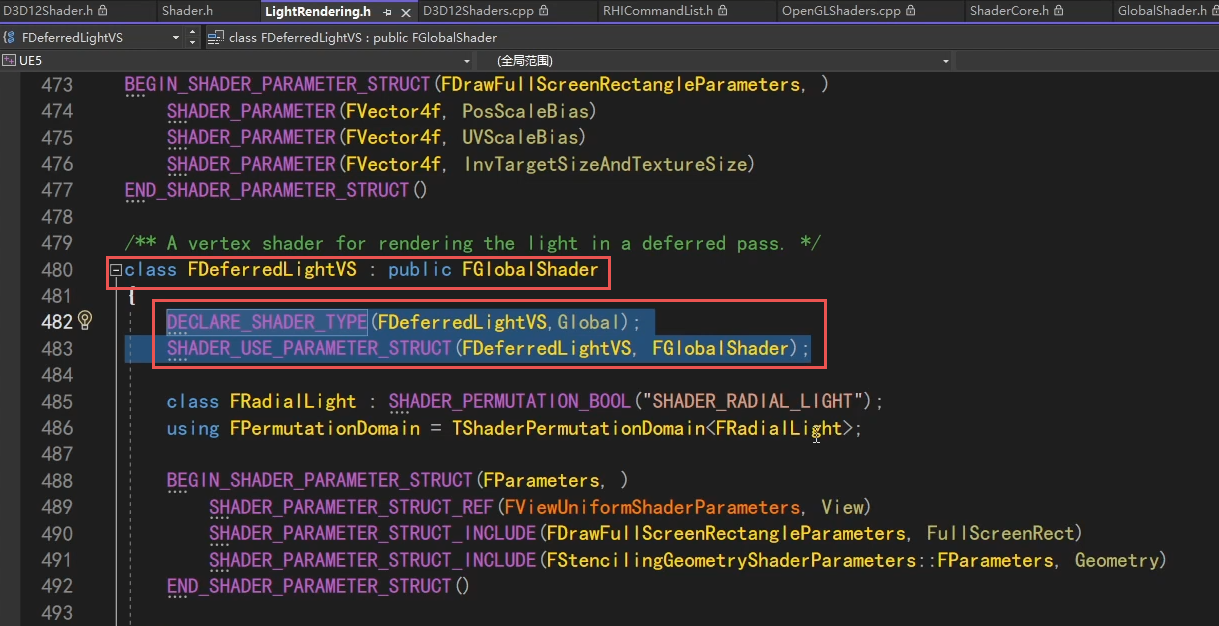 D3D12Shader.h Shader.h LightRendering.h D3D12Shaders.cpp RHICommandList.h OpenGLShaders.cpp ShaderCore.h GlobalShader.h
FDeferredLightVS class FDeferredLightVS : public FGlobalShader
UE5 (全局范围)
473 BEGIN_SHADER_PARAMETER_STRUCT(FDrawFullScreenRectangleParameters, )
474 SHADER_PARAMETER(FVector4f, PosScaleBias)
475 SHADER_PARAMETER(FVector4f, UVScaleBias)
476 SHADER_PARAMETER(FVector4f, InvTargetSizeAndTextureSize)
477 END_SHADER_PARAMETER_STRUCT()
478
479 /** A vertex shader for rendering the light in a deferred pass. */
480 class FDeferredLightVS : public FGlobalShader
481 {
482 DECLARE_SHADER_TYPE(FDeferredLightVS,Global);
483 SHADER_USE_PARAMETER_STRUCT(FDeferredLightVS, FGlobalShader);
484
485 class FRadialLight : SHADER_PERMUTATION_BOOL("SHADER_RADIAL_LIGHT");
486 using FPermutationDomain = TShaderPermutationDomain<FRadialLight>;
487
488 BEGIN_SHADER_PARAMETER_STRUCT(FParameters, )
489 SHADER_PARAMETER_STRUCT_REF(FViewUniformShaderParameters, View)
490 SHADER_PARAMETER_STRUCT_INCLUDE(FDrawFullScreenRectangleParameters, FullScreenRect)
491 SHADER_PARAMETER_STRUCT_INCLUDE(FStencilingGeometryShaderParameters::FParameters, Geometry)
492 END_SHADER_PARAMETER_STRUCT()
493